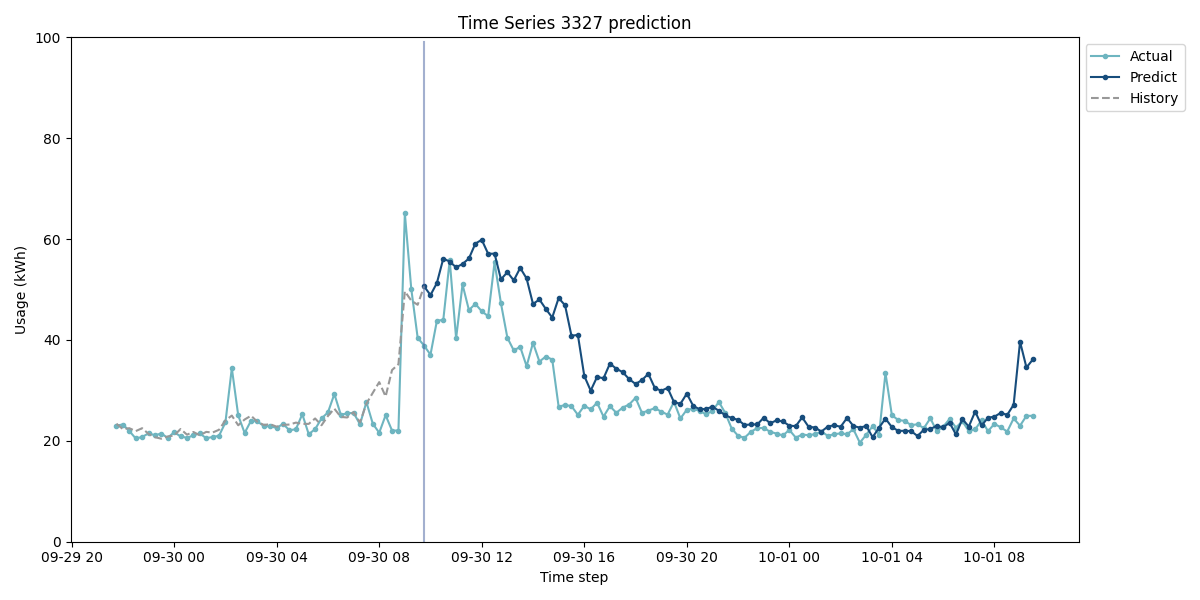 Time Series 3327 prediction
100
80
60
40
20
0
Usage (kWh)
09-29 20
09-30 00
09-30 04
09-30 08
09-30 12
09-30 16
09-30 20
10-01 00
10-01 04
10-01 08
Time step
Actual
Predict
History